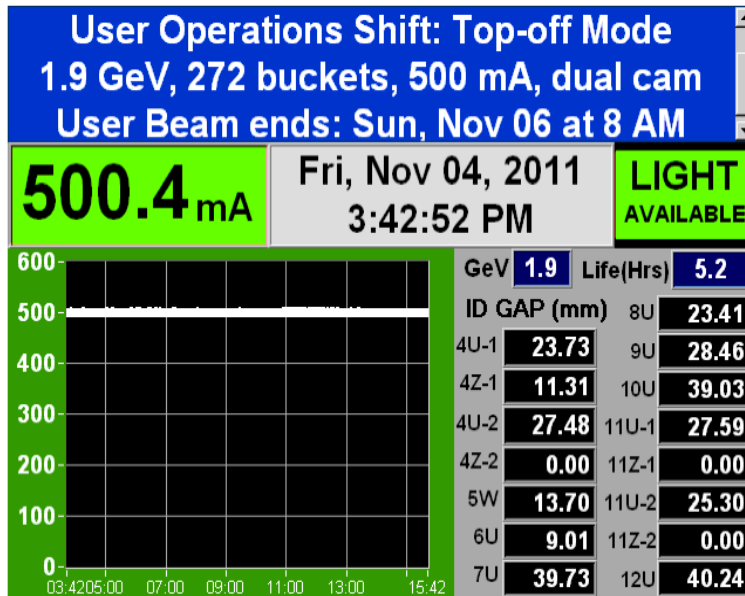 User Operations Shift: Top-off Mode
1.9 GeV, 272 buckets, 500 mA, dual cam
User Beam ends: Sun, Nov 06 at 8 AM
500.4 mA
Fri, Nov 04, 2011
3:42:52 PM
LIGHT
AVAILABLE
600
500
400
300
200
100
0
03:42 05:00 07:00 09:00 11:00 13:00 15:42
GeV 1.9 Life(Hrs) 5.2
ID GAP (mm) 8U 23.41
4U-1 23.73 9U 28.46
4Z-1 11.31 10U 39.03
4U-2 27.48 11U-1 27.59
4Z-2 0.00 11Z-1 0.00
5W 13.70 11U-2 25.30
6U 9.01 11Z-2 0.00
7U 39.73 12U 40.24